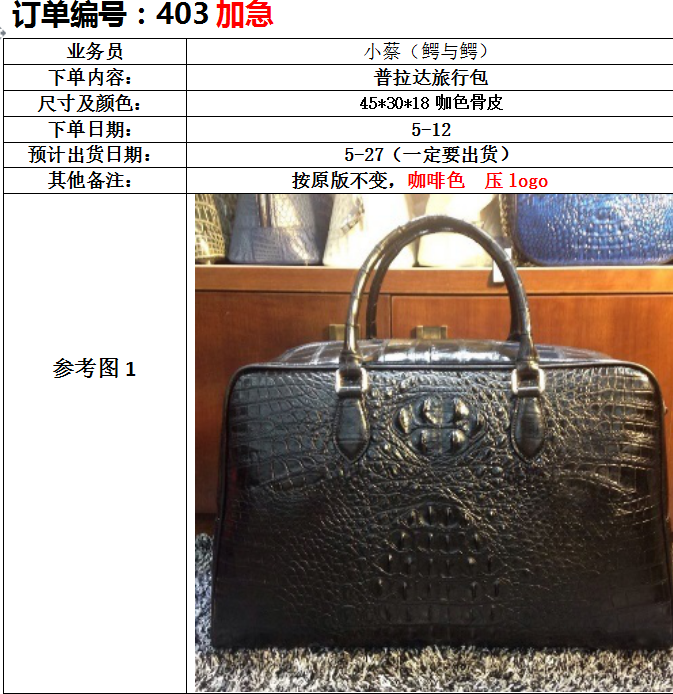 订单编号：403 加急
业务员 小蔡（鳄与鳄）
下单内容： 普拉达旅行包
尺寸及颜色： 45*30*18 咖色骨皮
下单日期： 5-12
预计出货日期： 5-27（一定要出货）
其他备注： 按原版不变，咖啡色 压 logo
参考图 1